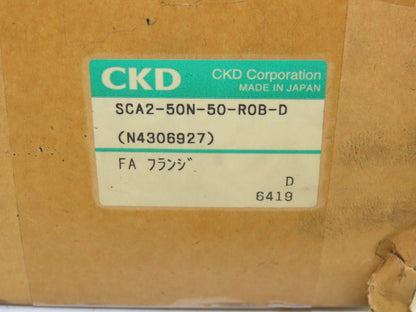 CKD
CKD Corporation
MADE IN JAPAN
SCA2-50N-50-R0B-D
(N4306927)
FA フランジ
D
6419